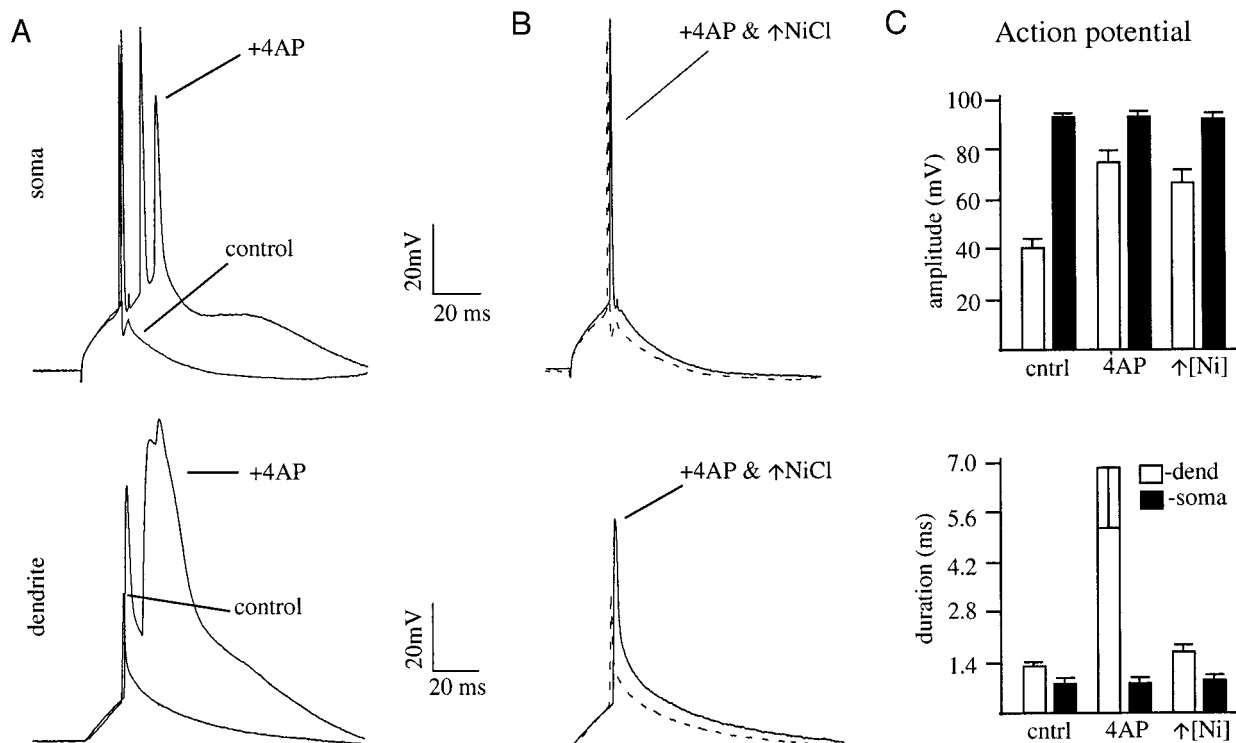 A
+4AP
soma
control
20mV
20 ms
+4AP
dendrite
control
20mV
20 ms
B
+4AP & ↑NiCl
+4AP & ↑NiCl
C
Action potential
amplitude (mV)
100
80
60
40
20
cntrl 4AP ↑[Ni]
duration (ms)
7.0
5.6
4.2
2.8
1.4
-dend
-soma
cntrl 4AP ↑[Ni]